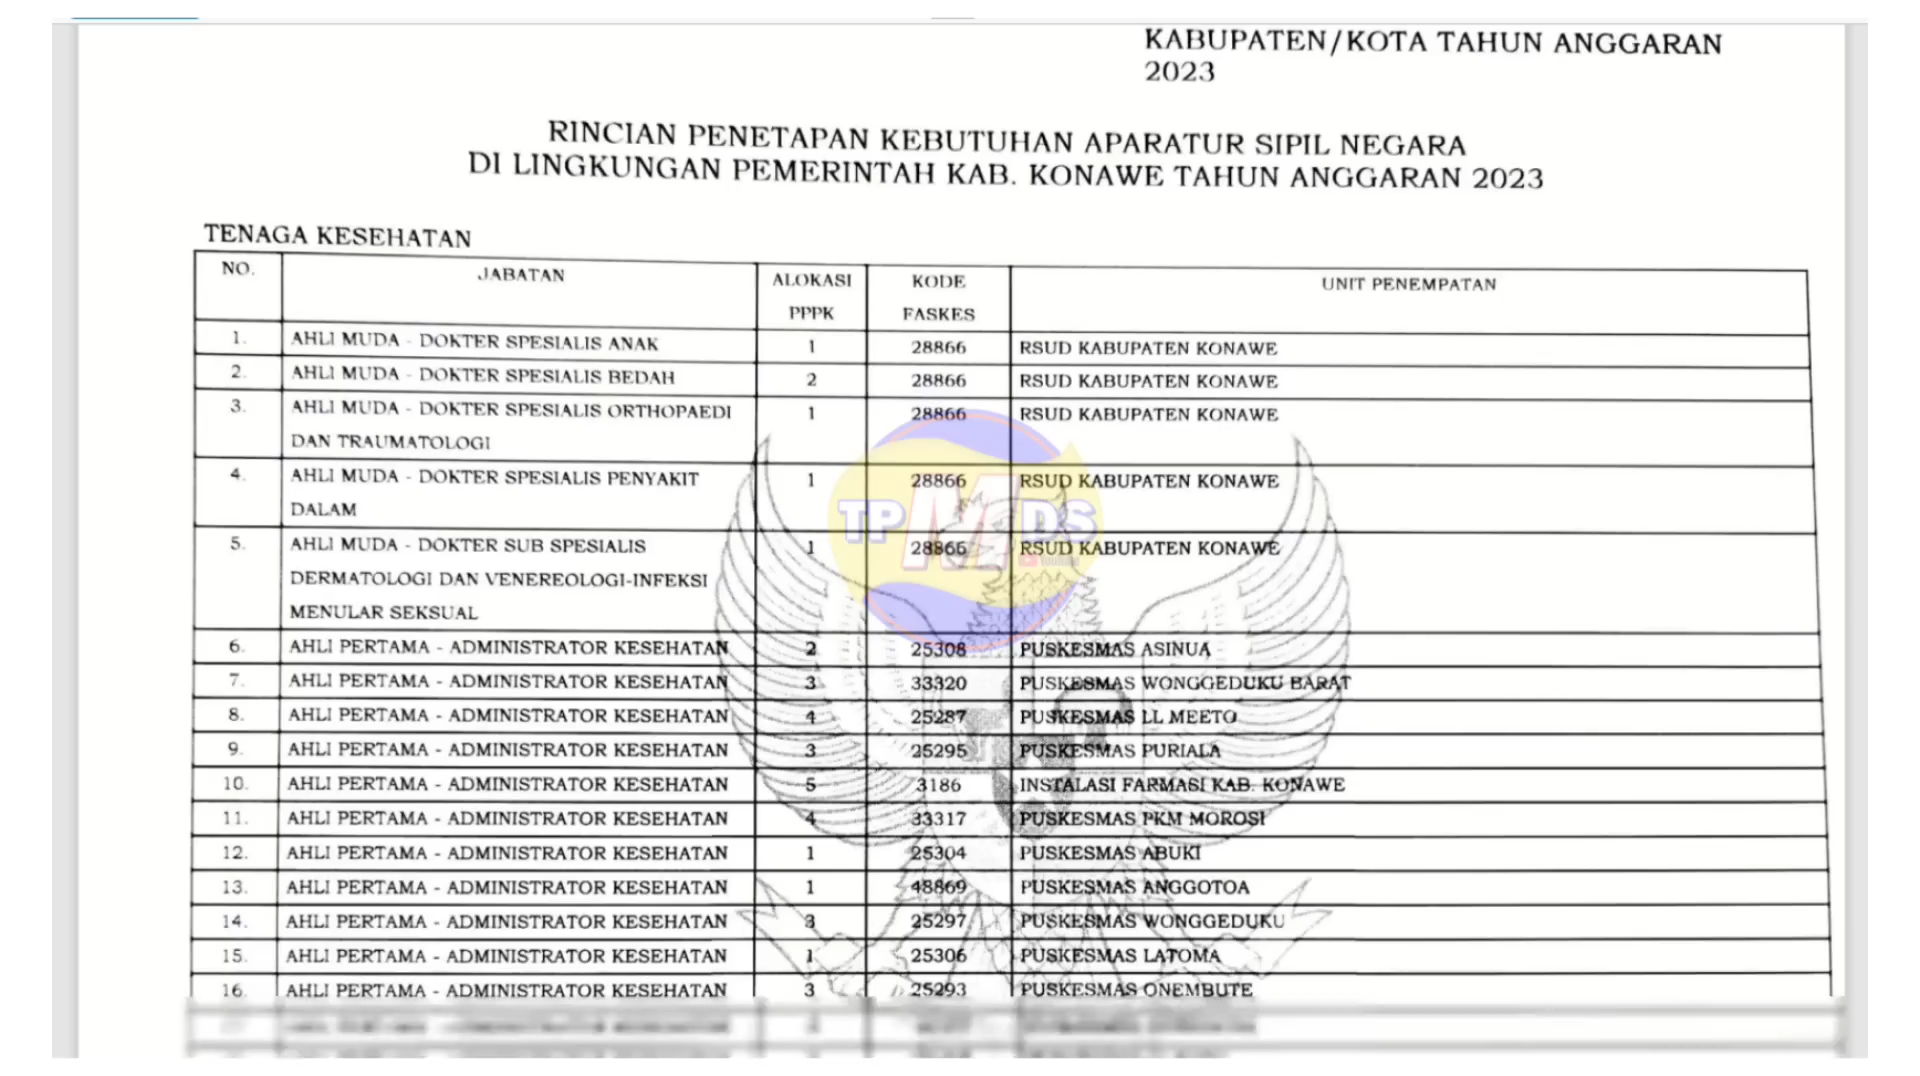 KABUPATEN/KOTA TAHUN ANGGARAN
2023
RINCIAN PENETAPAN KEBUTUHAN APARATUR SIPIL NEGARA
DI LINGKUNGAN PEMERINTAH KAB. KONAWE TAHUN ANGGARAN 2023
TENAGA KESEHATAN
NO. JABATAN ALOKASI PPPK KODE FASKES UNIT PENEMPATAN
1. AHLI MUDA - DOKTER SPESIALIS ANAK 1 28866 RSUD KABUPATEN KONAWE
2. AHLI MUDA - DOKTER SPESIALIS BEDAH 2 28866 RSUD KABUPATEN KONAWE
3. AHLI MUDA - DOKTER SPESIALIS ORTHOPAEDI 1 28866 RSUD KABUPATEN KONAWE
DAN TRAUMATOLOGI
4. AHLI MUDA - DOKTER SPESIALIS PENYAKIT 1 28866 RSUD KABUPATEN KONAWE
DALAM
TPMDS
5. AHLI MUDA - DOKTER SUB SPESIALIS 1 28866 RSUD KABUPATEN KONAWE
DERMATOLOGI DAN VENEREOLOGI-INFEKSI
MENULAR SEKSUAL
6. AHLI PERTAMA - ADMINISTRATOR KESEHATAN 2 25308 PUSKESMAS ASINUA
7. AHLI PERTAMA - ADMINISTRATOR KESEHATAN 3 33320 PUSKESMAS WONGGEDUKU BARAT
8. AHLI PERTAMA - ADMINISTRATOR KESEHATAN 4 25287 PUSKESMAS LL MEETO
9. AHLI PERTAMA - ADMINISTRATOR KESEHATAN 3 25295 PUSKESMAS PURIALA
10. AHLI PERTAMA - ADMINISTRATOR KESEHATAN 5 3186 INSTALASI FARMASI KAB. KONAWE
11. AHLI PERTAMA - ADMINISTRATOR KESEHATAN 4 33317 PUSKESMAS PKM MOROSI
12. AHLI PERTAMA - ADMINISTRATOR KESEHATAN 1 25304 PUSKESMAS ABUKI
13. AHLI PERTAMA - ADMINISTRATOR KESEHATAN 1 48869 PUSKESMAS ANGGOTOA
14. AHLI PERTAMA - ADMINISTRATOR KESEHATAN 3 25297 PUSKESMAS WONGGEDUKU
15. AHLI PERTAMA - ADMINISTRATOR KESEHATAN 1 25306 PUSKESMAS LATOMA
16. AHLI PERTAMA - ADMINISTRATOR KESEHATAN 3 25293 PUSKESMAS ONEMBUTE